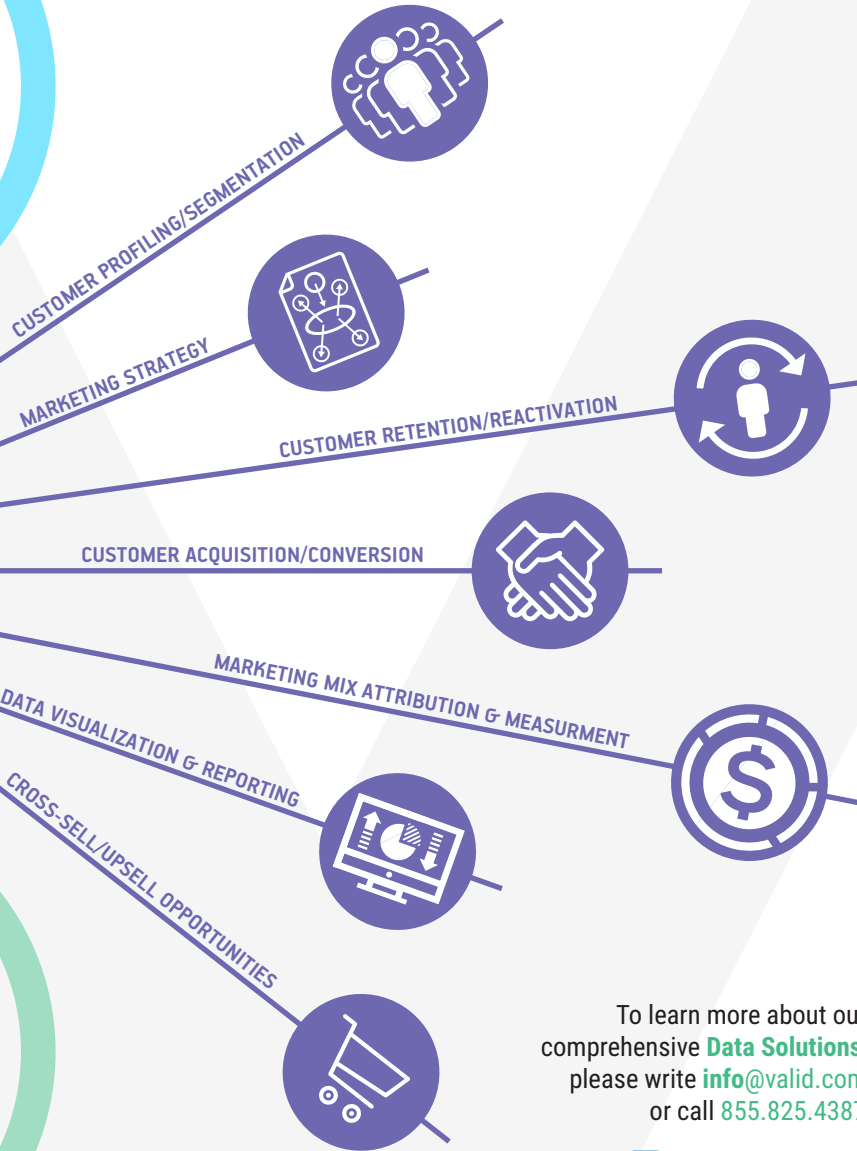 CUSTOMER PROFILING/SEGMENTATION
MARKETING STRATEGY
CUSTOMER RETENTION/REACTIVATION
CUSTOMER ACQUISITION/CONVERSION
MARKETING MIX ATTRIBUTION & MEASURMENT
DATA VISUALIZATION & REPORTING
CROSS-SELL/UPSELL OPPORTUNITIES
$
To learn more about ou
comprehensive Data Solutions
please write info@valid.con
or call 855.825.4387